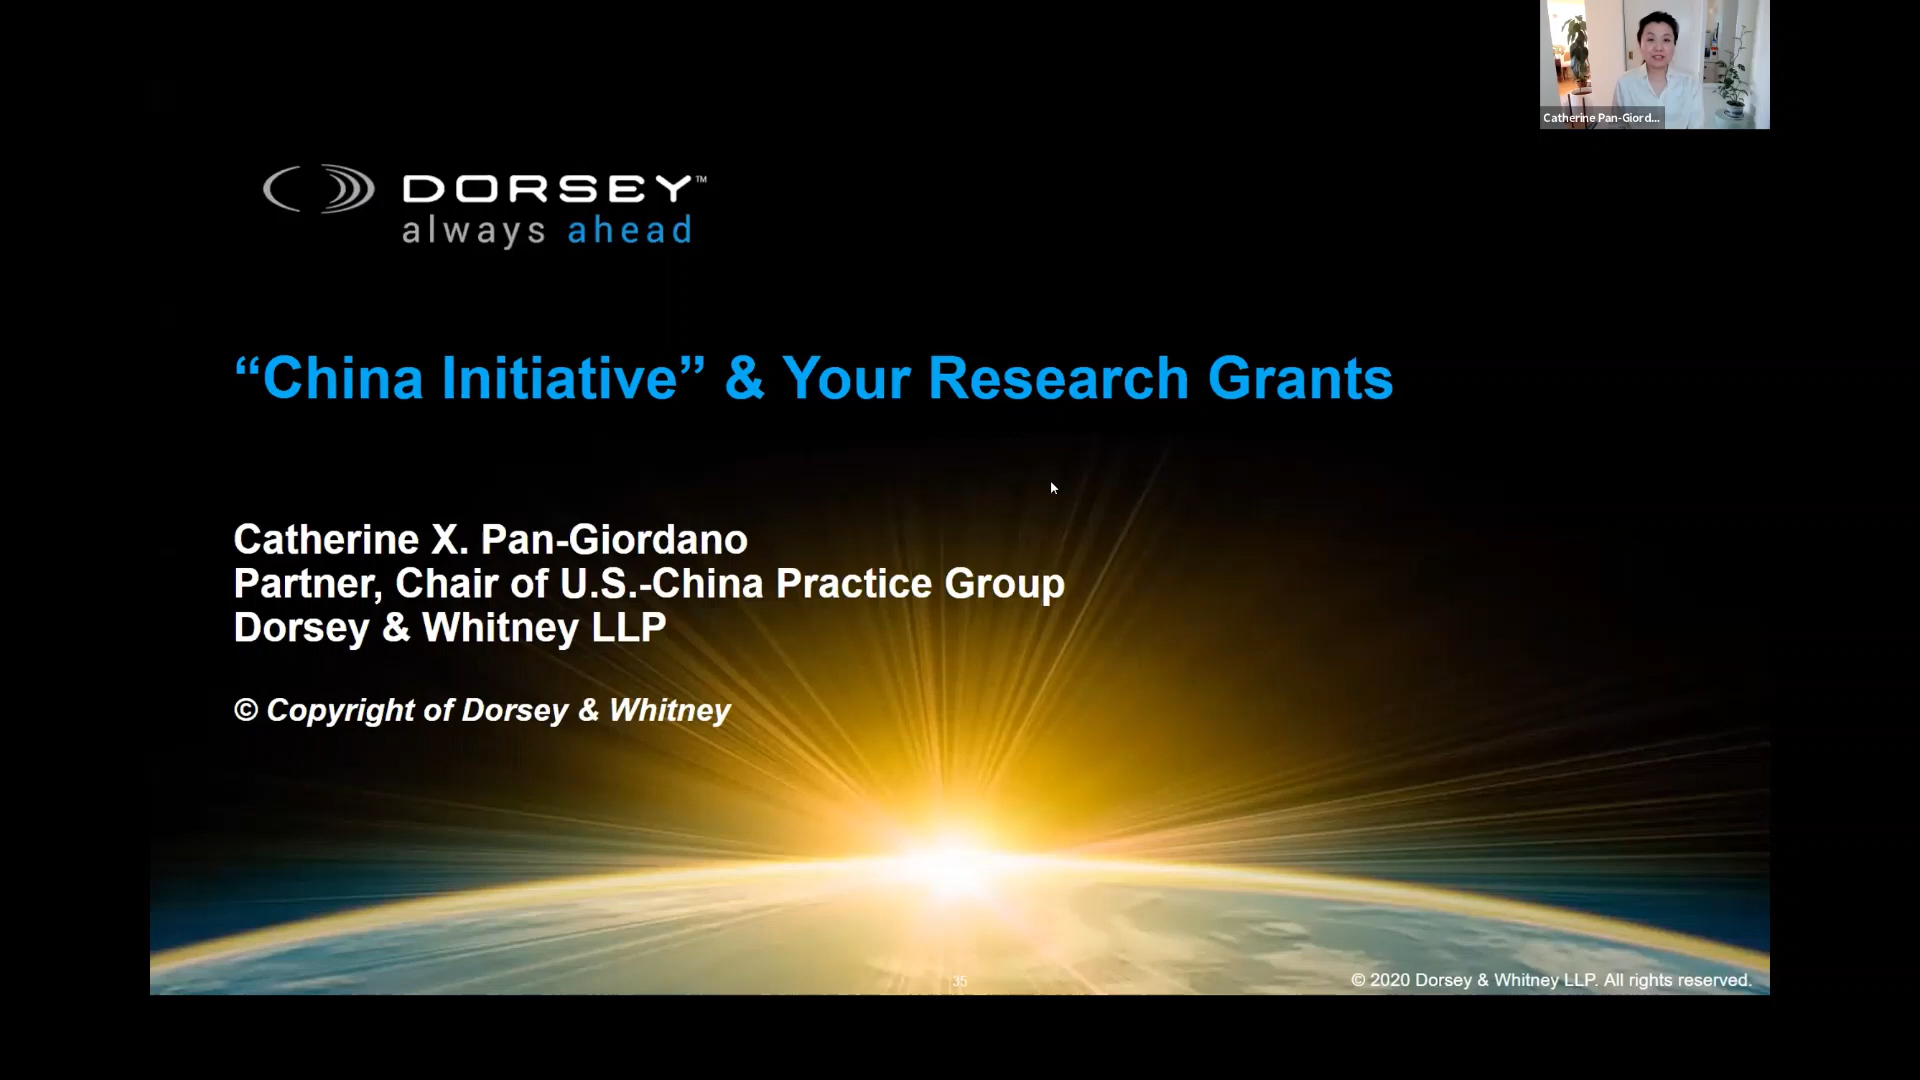 Catherine Pan-Giord...
DORSEY™
always ahead
“China Initiative” & Your Research Grants
Catherine X. Pan-Giordano
Partner, Chair of U.S.-China Practice Group
Dorsey & Whitney LLP
© Copyright of Dorsey & Whitney
35
© 2020 Dorsey & Whitney LLP. All rights reserved.